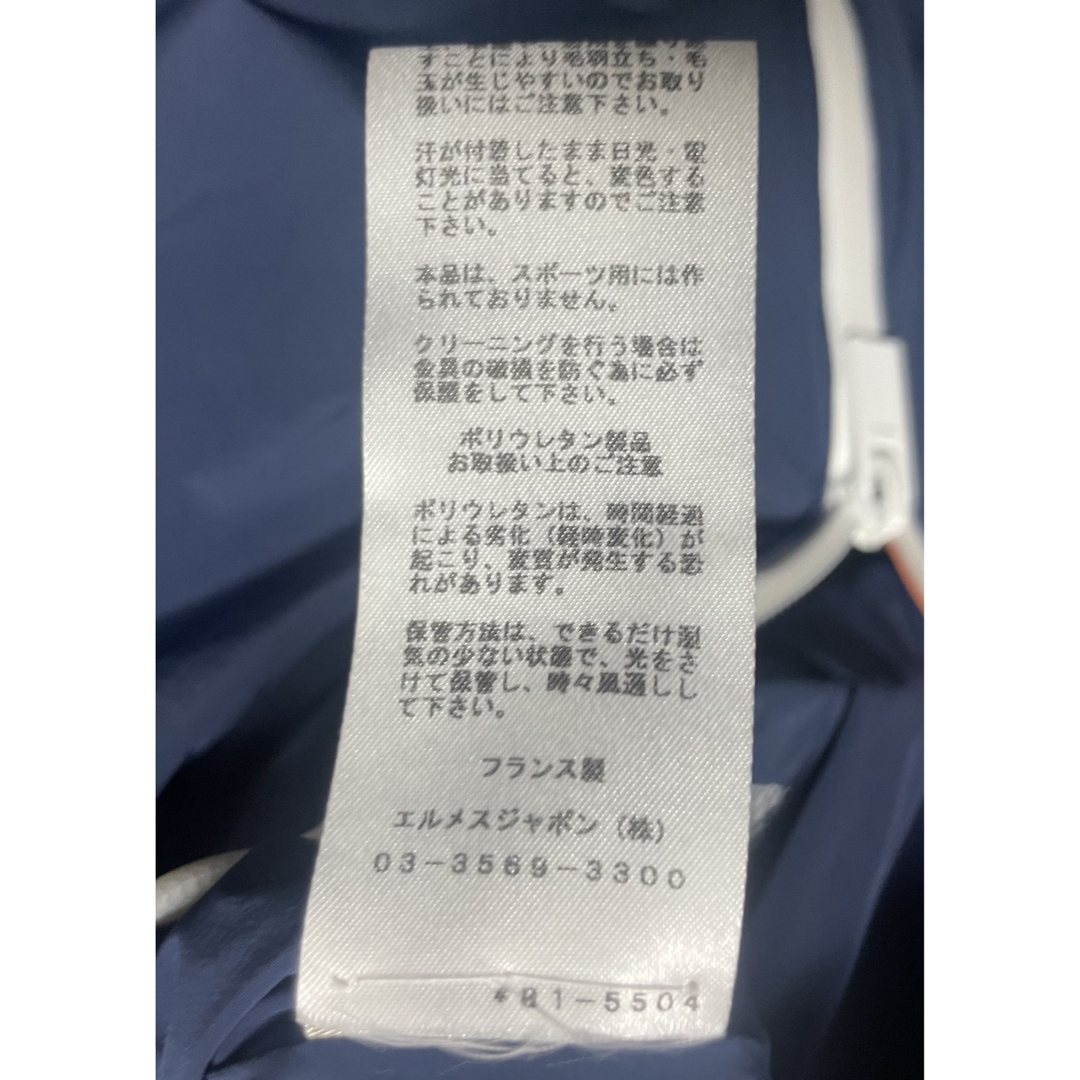 すことにより毛羽立ち・毛
玉が生じやすいのでお取り
扱いにはご注意下さい。
汗が付着したまま日光・電
灯光に当てると、変色する
ことがありますのでご注意
下さい。
本品は、スポーツ用には作
られておりません。
クリーニングを行う場合は
金具の破損を防ぐ為に必ず
保護をして下さい。
ポリウレタン製品
お取扱い上のご注意
ポリウレタンは、時間経過
による劣化（経時変化）が
起こり、変質が発生する恐
れがあります。
保管方法は、できるだけ湿
気の少ない状態で、光をさ
けて保管し、時々風通しし
て下さい。
フランス製
エルメスジャポン（株）
03-3569-3300
*81-5504